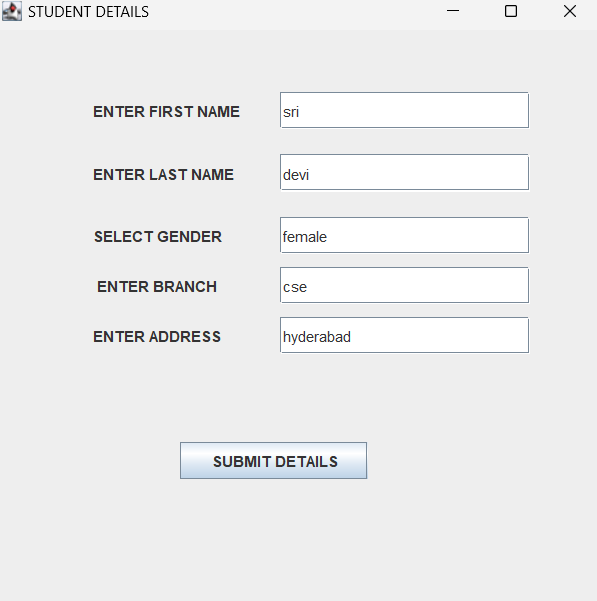 STUDENT DETAILS
ENTER FIRST NAME sri
ENTER LAST NAME devi
SELECT GENDER female
ENTER BRANCH cse
ENTER ADDRESS hyderabad
SUBMIT DETAILS